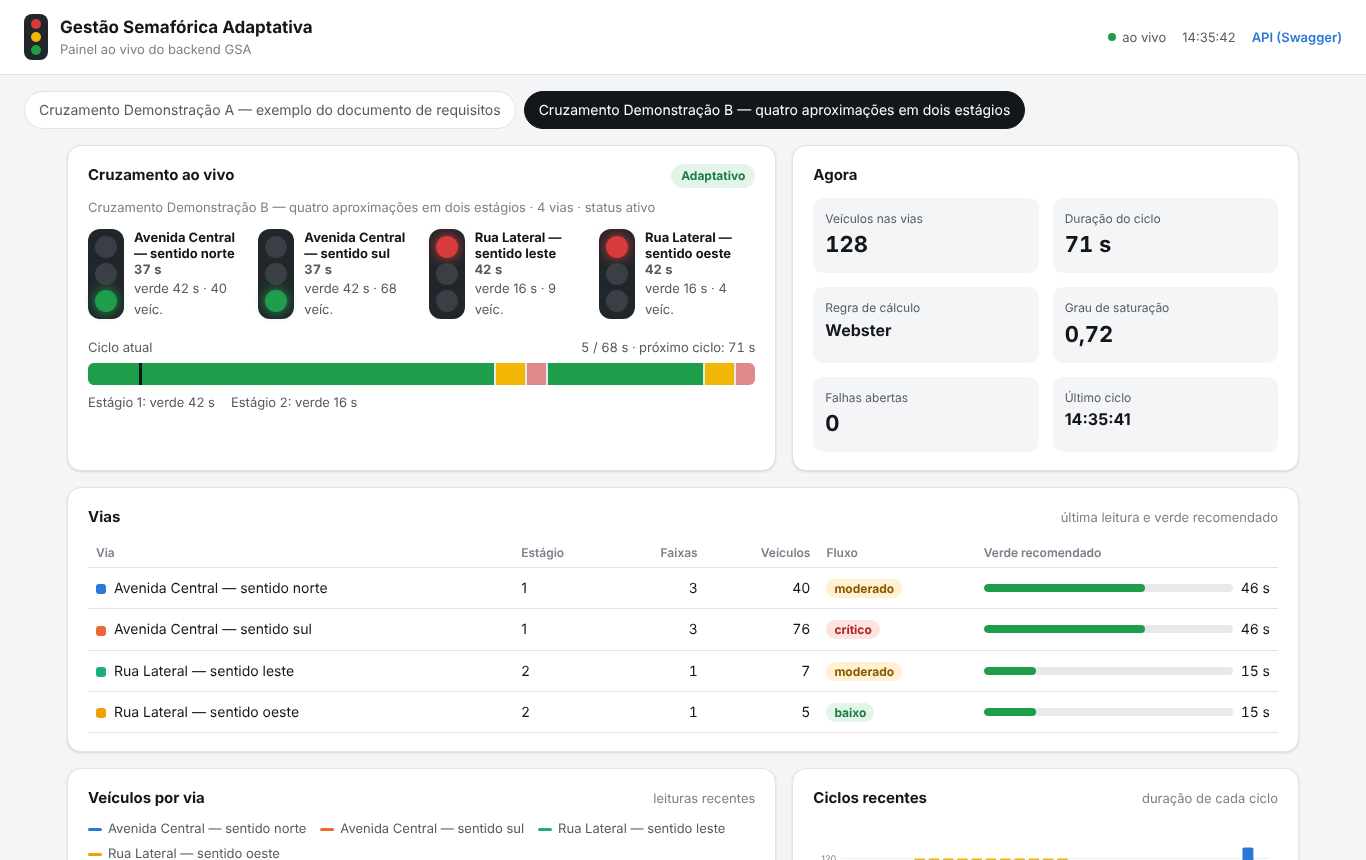 Gestão Semafórica Adaptativa
Painel ao vivo do backend GSA
ao vivo 14:35:42 API (Swagger)
Cruzamento Demonstração A — exemplo do documento de requisitos
Cruzamento Demonstração B — quatro aproximações em dois estágios
Cruzamento ao vivo
Adaptativo
Cruzamento Demonstração B — quatro aproximações em dois estágios · 4 vias · status ativo
Avenida Central
— sentido norte
37 s
verde 42 s · 40
veíc.
Avenida Central
— sentido sul
37 s
verde 42 s · 68
veíc.
Rua Lateral —
sentido leste
42 s
verde 16 s · 9
veíc.
Rua Lateral —
sentido oeste
42 s
verde 16 s · 4
veíc.
Ciclo atual
5 / 68 s · próximo ciclo: 71 s
Estágio 1: verde 42 s Estágio 2: verde 16 s
Agora
Veículos nas vias
128
Duração do ciclo
71 s
Regra de cálculo
Webster
Grau de saturação
0,72
Falhas abertas
0
Último ciclo
14:35:41
Vias
última leitura e verde recomendado
Via Estágio Faixas Veículos Fluxo Verde recomendado
Avenida Central — sentido norte 1 3 40 moderado 46 s
Avenida Central — sentido sul 1 3 76 crítico 46 s
Rua Lateral — sentido leste 2 1 7 moderado 15 s
Rua Lateral — sentido oeste 2 1 5 baixo 15 s
Veículos por via
leituras recentes
Avenida Central — sentido norte Avenida Central — sentido sul Rua Lateral — sentido leste
Rua Lateral — sentido oeste
Ciclos recentes
duração de cada ciclo
120